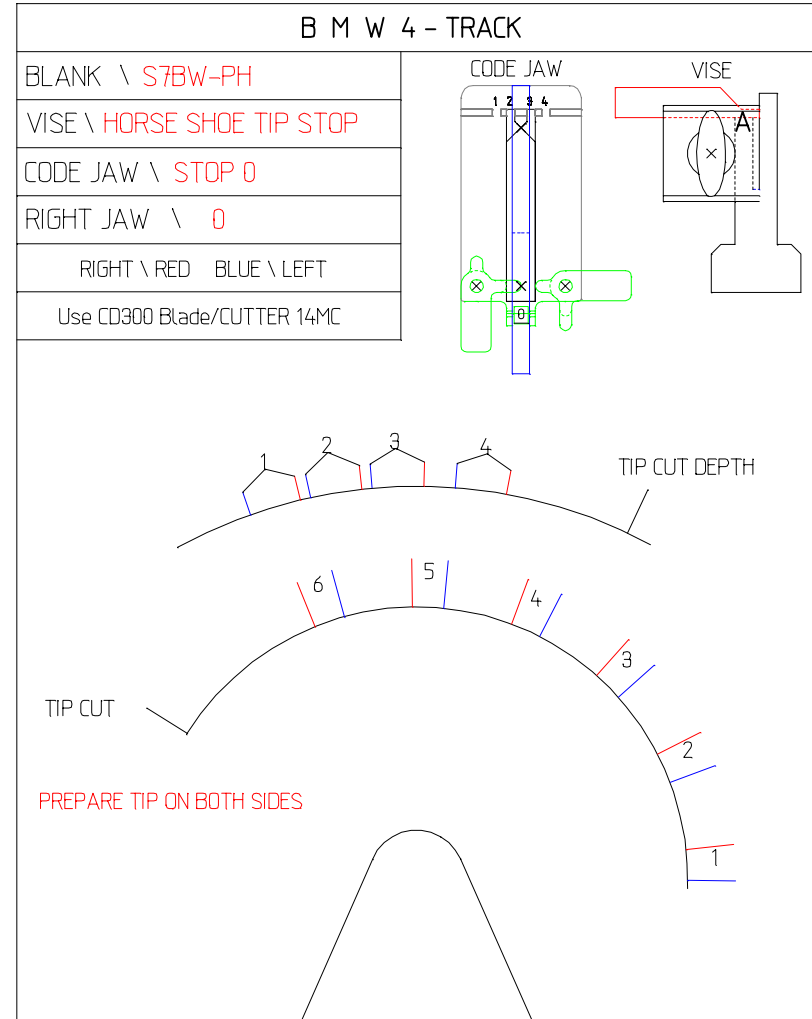 B M W 4 - TRACK
BLANK \ S7BW-PH
VISE \ HORSE SHOE TIP STOP
CODE JAW \ STOP 0
RIGHT JAW \ 0
RIGHT \ RED BLUE \ LEFT
Use CD300 Blade/CUTTER 14MC
CODE JAW
1 2 3 4
0
VISE
A
1 2 3 4
TIP CUT DEPTH
6 5 4 3 2 1
TIP CUT
PREPARE TIP ON BOTH SIDES